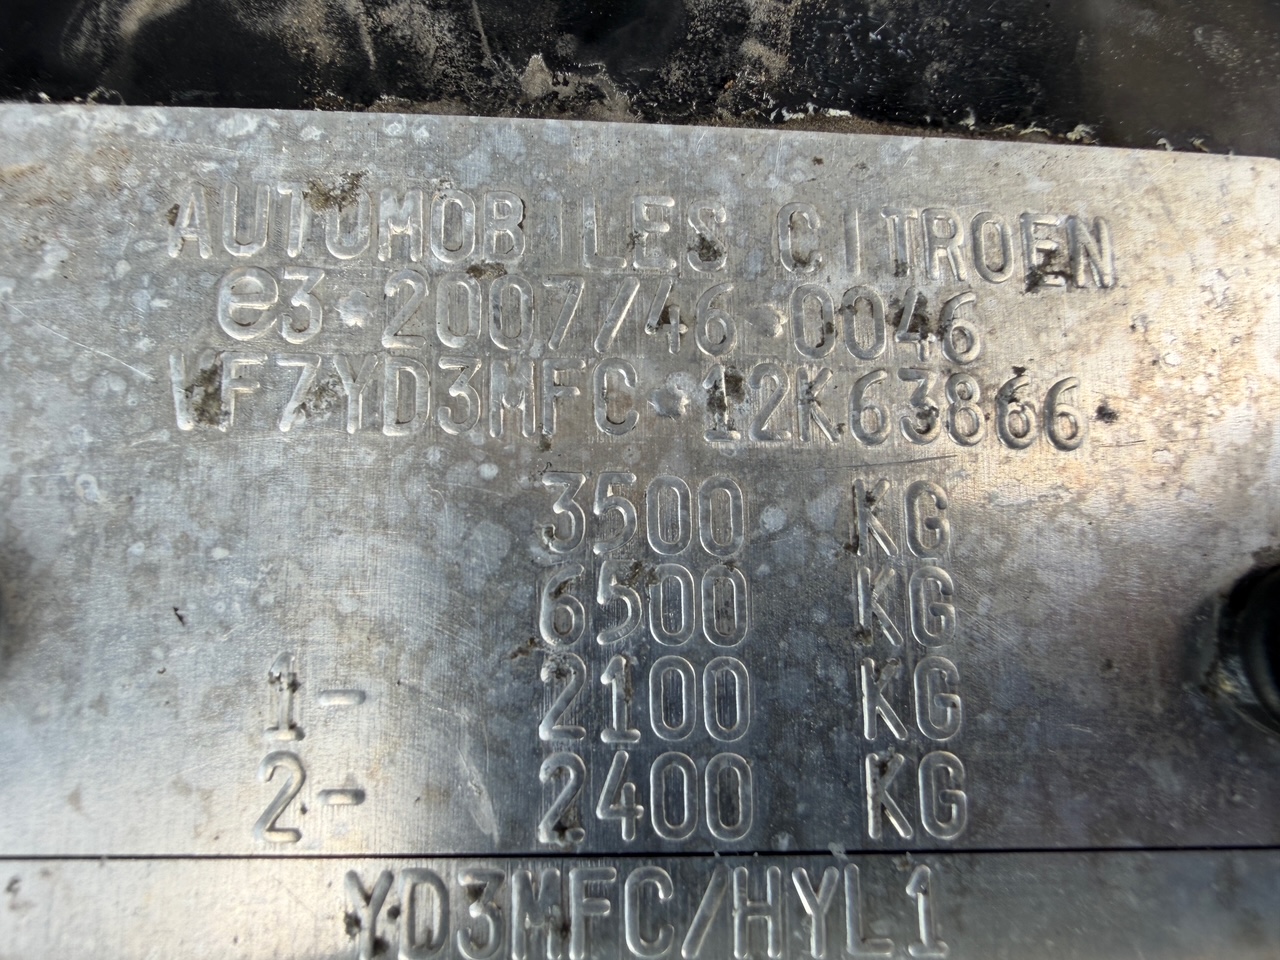 AUTOMOBILES CITROEN
e3*2007/46*0046
VF7YD3MFC*12K63866*
3500 KG
6500 KG
1- 2100 KG
2- 2400 KG
YD3MFC/HYL1